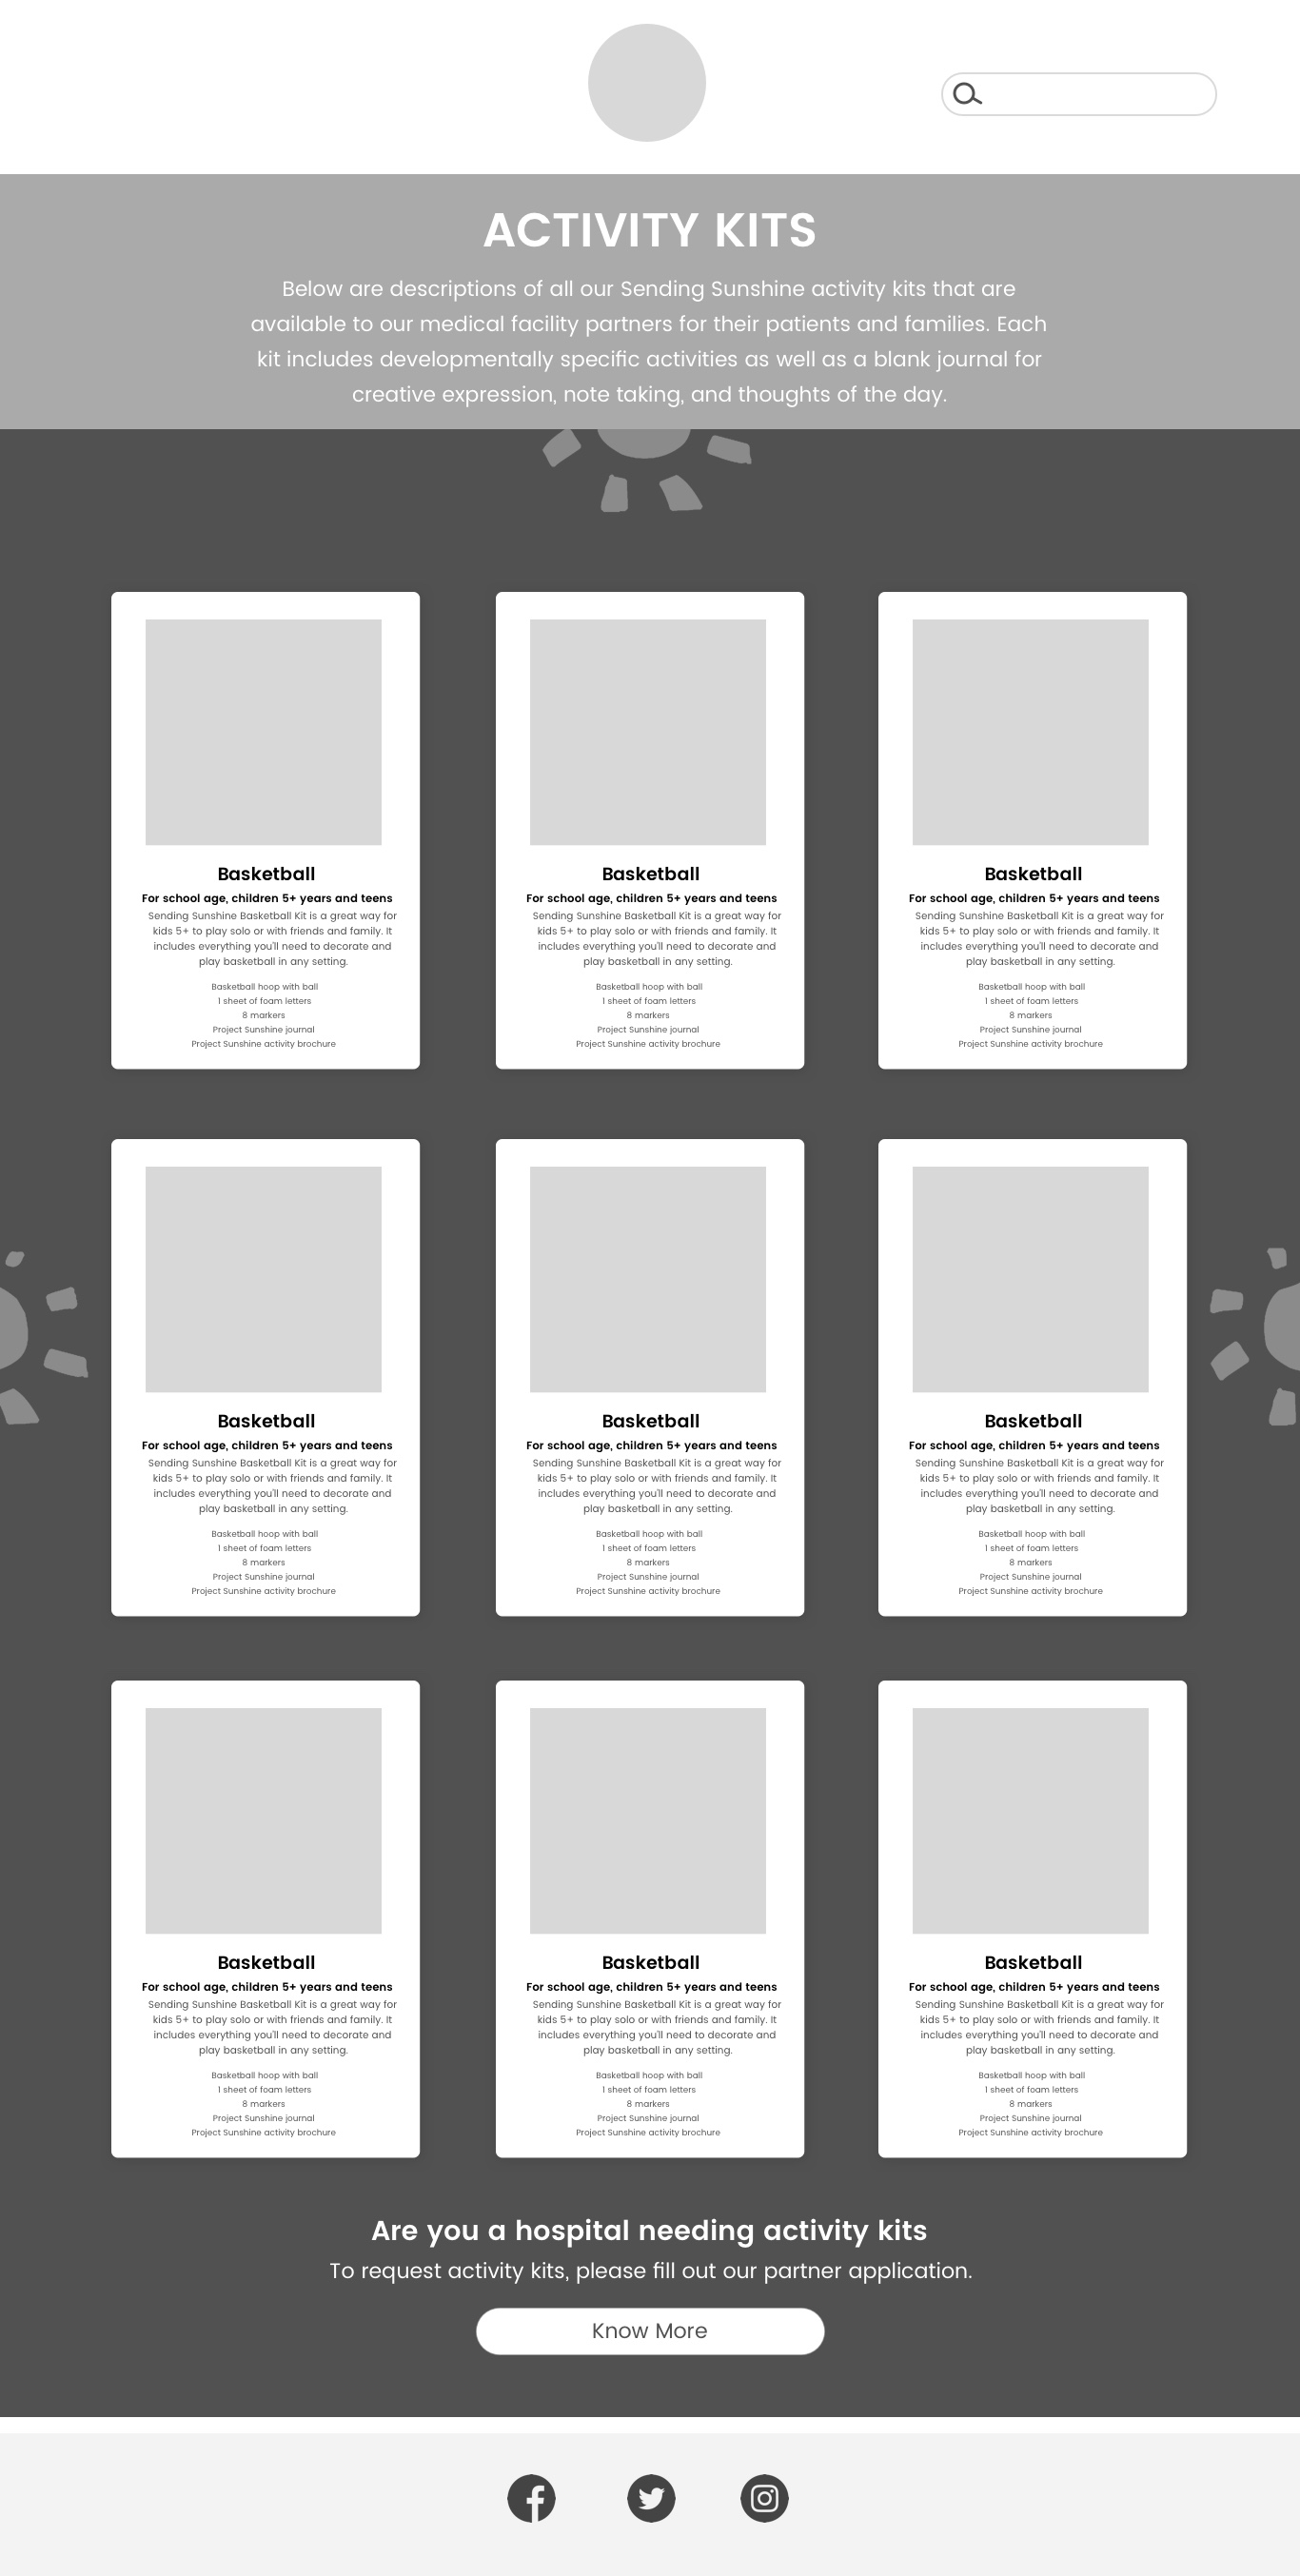 ACTIVITY KITS
Below are descriptions of all our Sending Sunshine activity kits that are
available to our medical facility partners for their patients and families. Each
kit includes developmentally specific activities as well as a blank journal for
creative expression, note taking, and thoughts of the day.
Basketball
For school age, children 5+ years and teens
Sending Sunshine Basketball Kit is a great way for
kids 5+ to play solo or with friends and family. It
includes everything you'll need to decorate and
play basketball in any setting.
Basketball hoop with ball
1 sheet of foam letters
8 markers
Project Sunshine journal
Project Sunshine activity brochure
Basketball
For school age, children 5+ years and teens
Sending Sunshine Basketball Kit is a great way for
kids 5+ to play solo or with friends and family. It
includes everything you'll need to decorate and
play basketball in any setting.
Basketball hoop with ball
1 sheet of foam letters
8 markers
Project Sunshine journal
Project Sunshine activity brochure
Basketball
For school age, children 5+ years and teens
Sending Sunshine Basketball Kit is a great way for
kids 5+ to play solo or with friends and family. It
includes everything you'll need to decorate and
play basketball in any setting.
Basketball hoop with ball
1 sheet of foam letters
8 markers
Project Sunshine journal
Project Sunshine activity brochure
Basketball
For school age, children 5+ years and teens
Sending Sunshine Basketball Kit is a great way for
kids 5+ to play solo or with friends and family. It
includes everything you'll need to decorate and
play basketball in any setting.
Basketball hoop with ball
1 sheet of foam letters
8 markers
Project Sunshine journal
Project Sunshine activity brochure
Basketball
For school age, children 5+ years and teens
Sending Sunshine Basketball Kit is a great way for
kids 5+ to play solo or with friends and family. It
includes everything you'll need to decorate and
play basketball in any setting.
Basketball hoop with ball
1 sheet of foam letters
8 markers
Project Sunshine journal
Project Sunshine activity brochure
Basketball
For school age, children 5+ years and teens
Sending Sunshine Basketball Kit is a great way for
kids 5+ to play solo or with friends and family. It
includes everything you'll need to decorate and
play basketball in any setting.
Basketball hoop with ball
1 sheet of foam letters
8 markers
Project Sunshine journal
Project Sunshine activity brochure
Basketball
For school age, children 5+ years and teens
Sending Sunshine Basketball Kit is a great way for
kids 5+ to play solo or with friends and family. It
includes everything you'll need to decorate and
play basketball in any setting.
Basketball hoop with ball
1 sheet of foam letters
8 markers
Project Sunshine journal
Project Sunshine activity brochure
Basketball
For school age, children 5+ years and teens
Sending Sunshine Basketball Kit is a great way for
kids 5+ to play solo or with friends and family. It
includes everything you'll need to decorate and
play basketball in any setting.
Basketball hoop with ball
1 sheet of foam letters
8 markers
Project Sunshine journal
Project Sunshine activity brochure
Basketball
For school age, children 5+ years and teens
Sending Sunshine Basketball Kit is a great way for
kids 5+ to play solo or with friends and family. It
includes everything you'll need to decorate and
play basketball in any setting.
Basketball hoop with ball
1 sheet of foam letters
8 markers
Project Sunshine journal
Project Sunshine activity brochure
Are you a hospital needing activity kits
To request activity kits, please fill out our partner application.
Know More